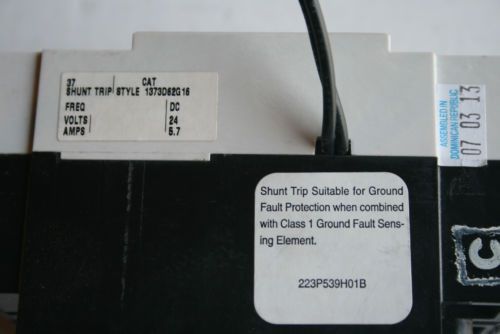 37 CAT
SHUNT TRIP STYLE 1373D62G16
FREQ DC
VOLTS 24
AMPS 5.7
ASSEMBLED IN
DOMINICAN REPUBLIC
07 03 13
Shunt Trip Suitable for Ground
Fault Protection when combined
with Class 1 Ground Fault Sens-
ing Element.
223P539H01B
C